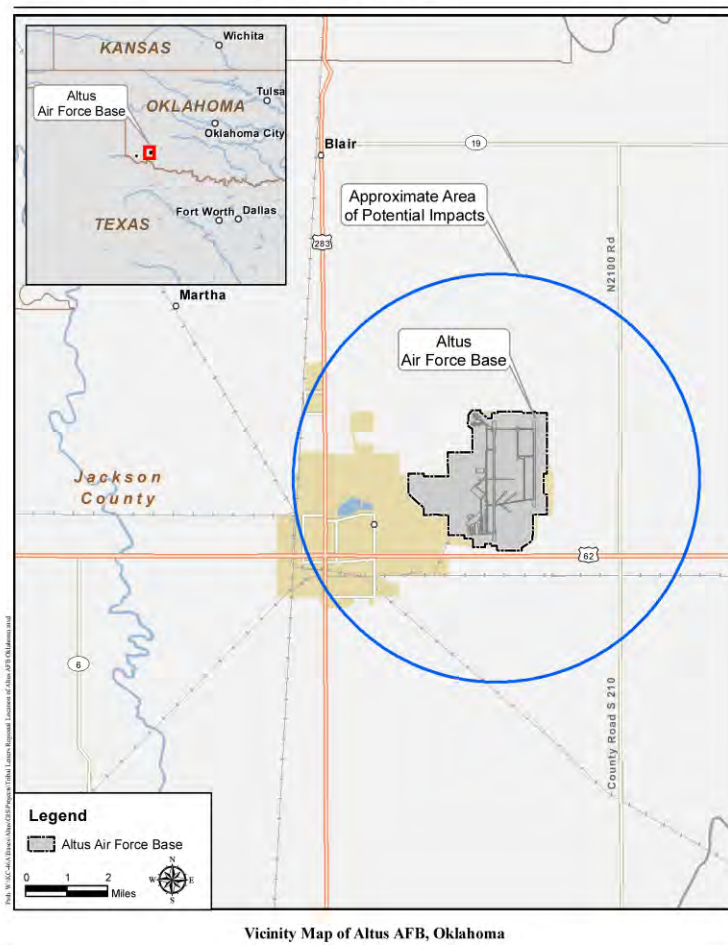 KANSAS
Wichita
Altus
Air Force Base
OKLAHOMA
Tulsa
Oklahoma City
TEXAS
Fort Worth
Dallas
Blair
19
Approximate Area
of Potential Impacts
N2100 Rd
283
Martha
Altus
Air Force Base
Jackson
County
62
6
County Road S 210
Legend
Altus Air Force Base
N
W
E
S
0 1 2
Miles
Vicinity Map of Altus AFB, Oklahoma